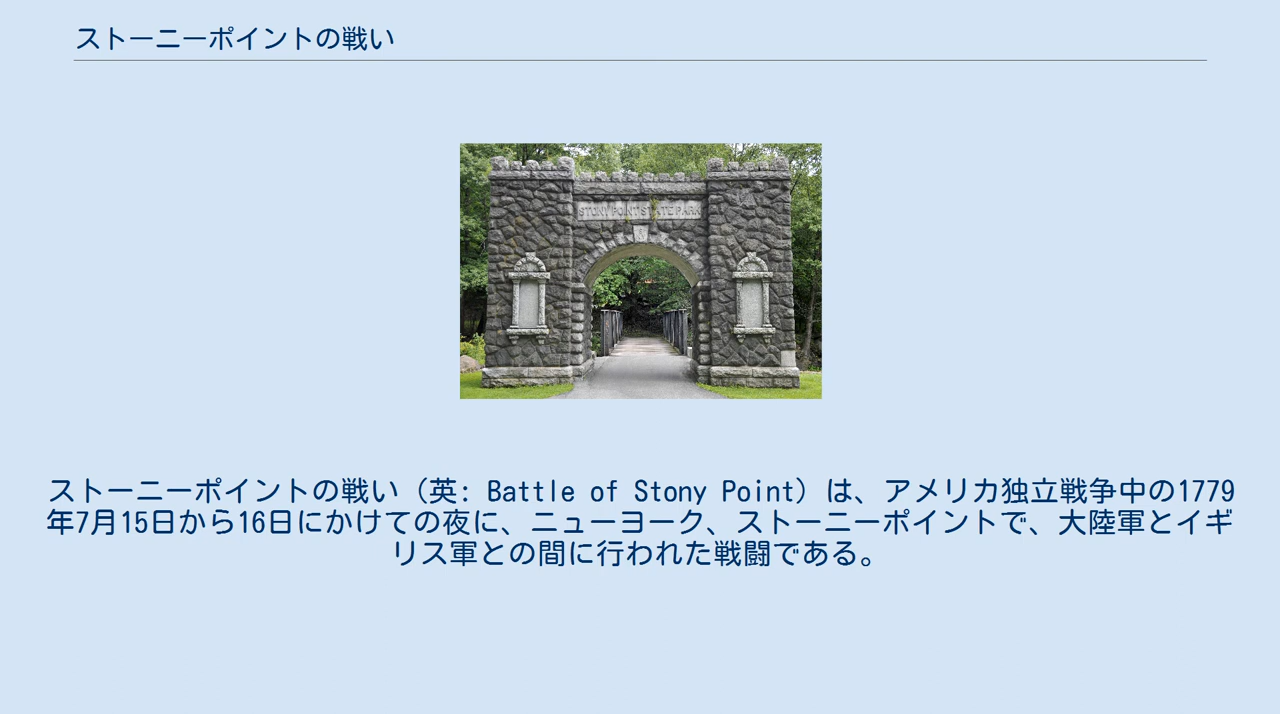 ストーニーポイントの戦い
STONY POINT STATE PARK
ストーニーポイントの戦い（英: Battle of Stony Point）は、アメリカ独立戦争中の1779
年7月15日から16日にかけての夜に、ニューヨーク、ストーニーポイントで、大陸軍とイギ
リス軍との間に行われた戦闘である。